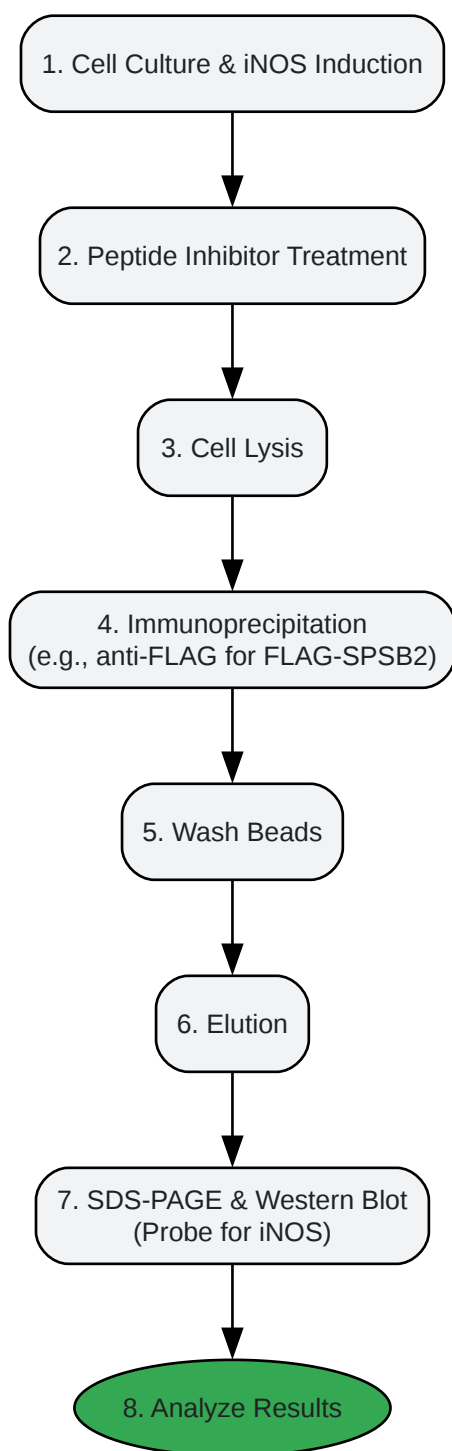 1. Cell Culture & iNOS Induction
2. Peptide Inhibitor Treatment
3. Cell Lysis
4. Immunoprecipitation
(e.g., anti-FLAG for FLAG-SPSB2)
5. Wash Beads
6. Elution
7. SDS-PAGE & Western Blot
(Probe for iNOS)
8. Analyze Results